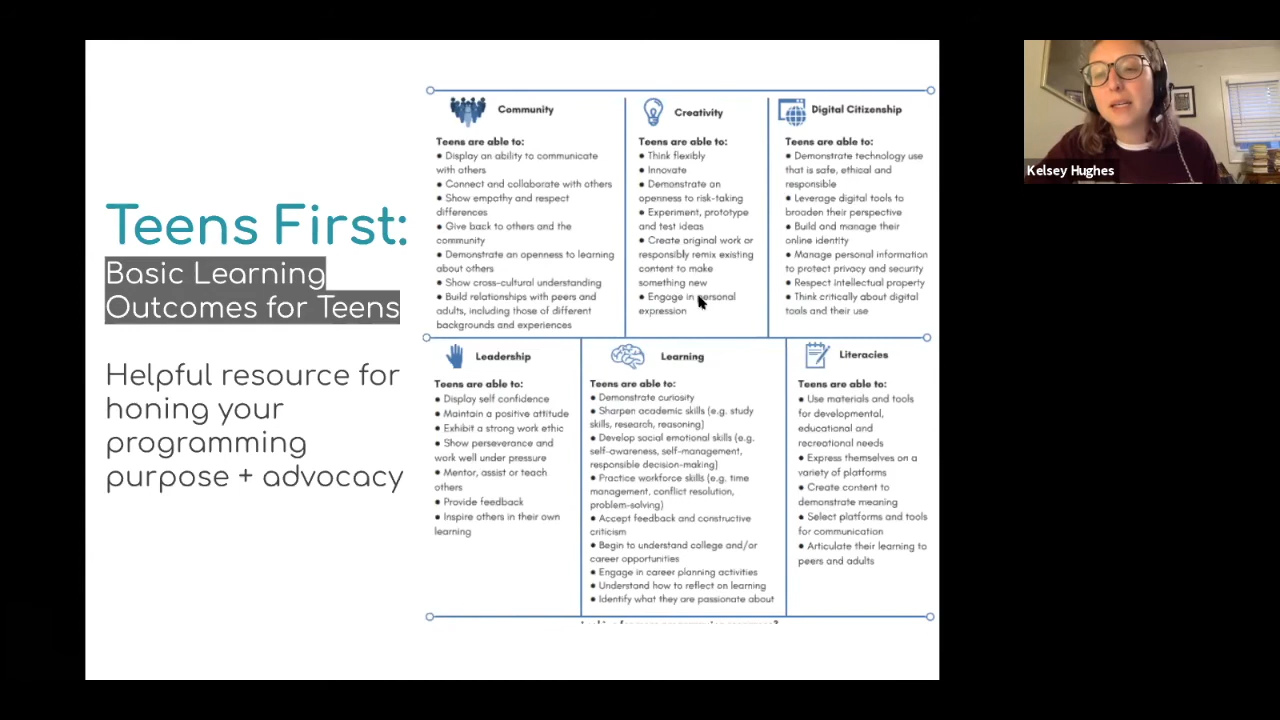 Teens First:
Basic Learning
Outcomes for Teens
Helpful resource for
honing your
programming
purpose + advocacy
Community
Teens are able to:
● Display an ability to communicate
with others
● Connect and collaborate with others
● Show empathy and respect
differences
● Give back to others and the
community
● Demonstrate an openness to learning
about others
● Show cross-cultural understanding
● Build relationships with peers and
adults, including those of different
backgrounds and experiences
Creativity
Teens are able to:
● Think flexibly
● Innovate
● Demonstrate an
openness to risk-taking
● Experiment, prototype
and test ideas
● Create original work or
responsibly remix existing
content to make
something new
● Engage in personal
expression
Digital Citizenship
Teens are able to:
● Demonstrate technology use
that is safe, ethical and
responsible
● Leverage digital tools to
broaden their perspective
● Build and manage their
online identity
● Manage personal information
to protect privacy and security
● Respect intellectual property
● Think critically about digital
tools and their use
Leadership
Teens are able to:
● Display self confidence
● Maintain a positive attitude
● Exhibit a strong work ethic
● Show perseverance and
work well under pressure
● Mentor, assist or teach
others
● Provide feedback
● Inspire others in their own
learning
Learning
Teens are able to:
● Demonstrate curiosity
● Sharpen academic skills (e.g. study
skills, research, reasoning)
● Develop social emotional skills (e.g.
self-awareness, self-management,
responsible decision-making)
● Practice workforce skills (e.g. time
management, conflict resolution,
problem-solving)
● Accept feedback and constructive
criticism
● Begin to understand college and/or
career opportunities
● Engage in career planning activities
● Understand how to reflect on learning
● Identify what they are passionate about
Literacies
Teens are able to:
● Use materials and tools
for developmental,
educational and
recreational needs
● Express themselves on a
variety of platforms
● Create content to
demonstrate meaning
● Select platforms and tools
for communication
● Articulate their learning to
peers and adults
Kelsey Hughes